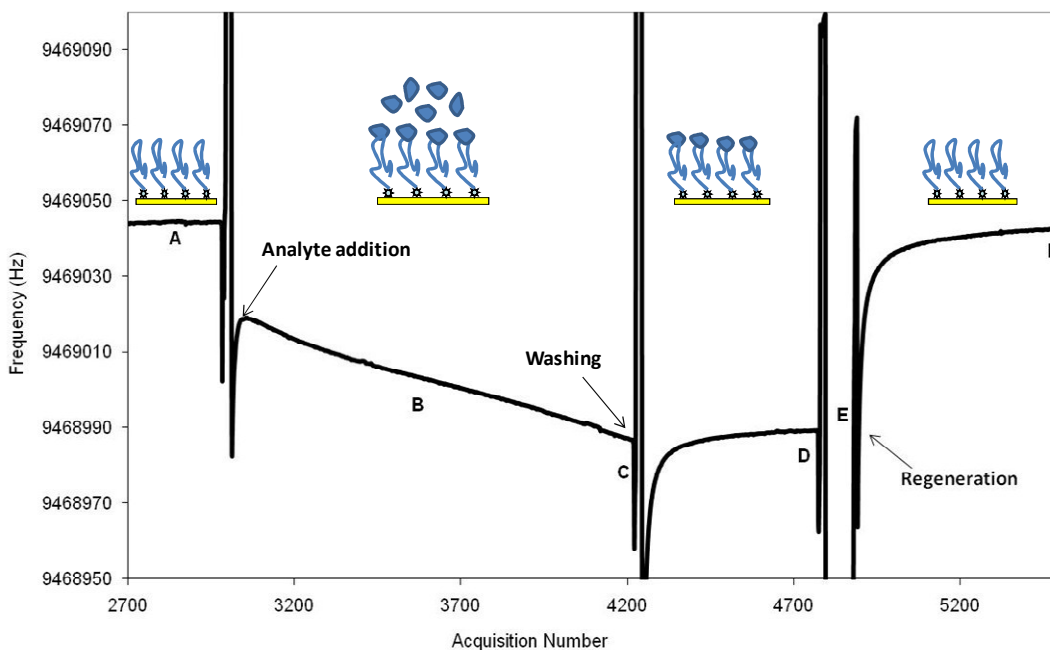 9469090
9469070
9469050
9469030
9469010
9468990
9468970
9468950
Frequency (Hz)
A
Analyte addition
B
Washing
C
D
E
Regeneration
2700
3200
3700
4200
4700
5200
Acquisition Number